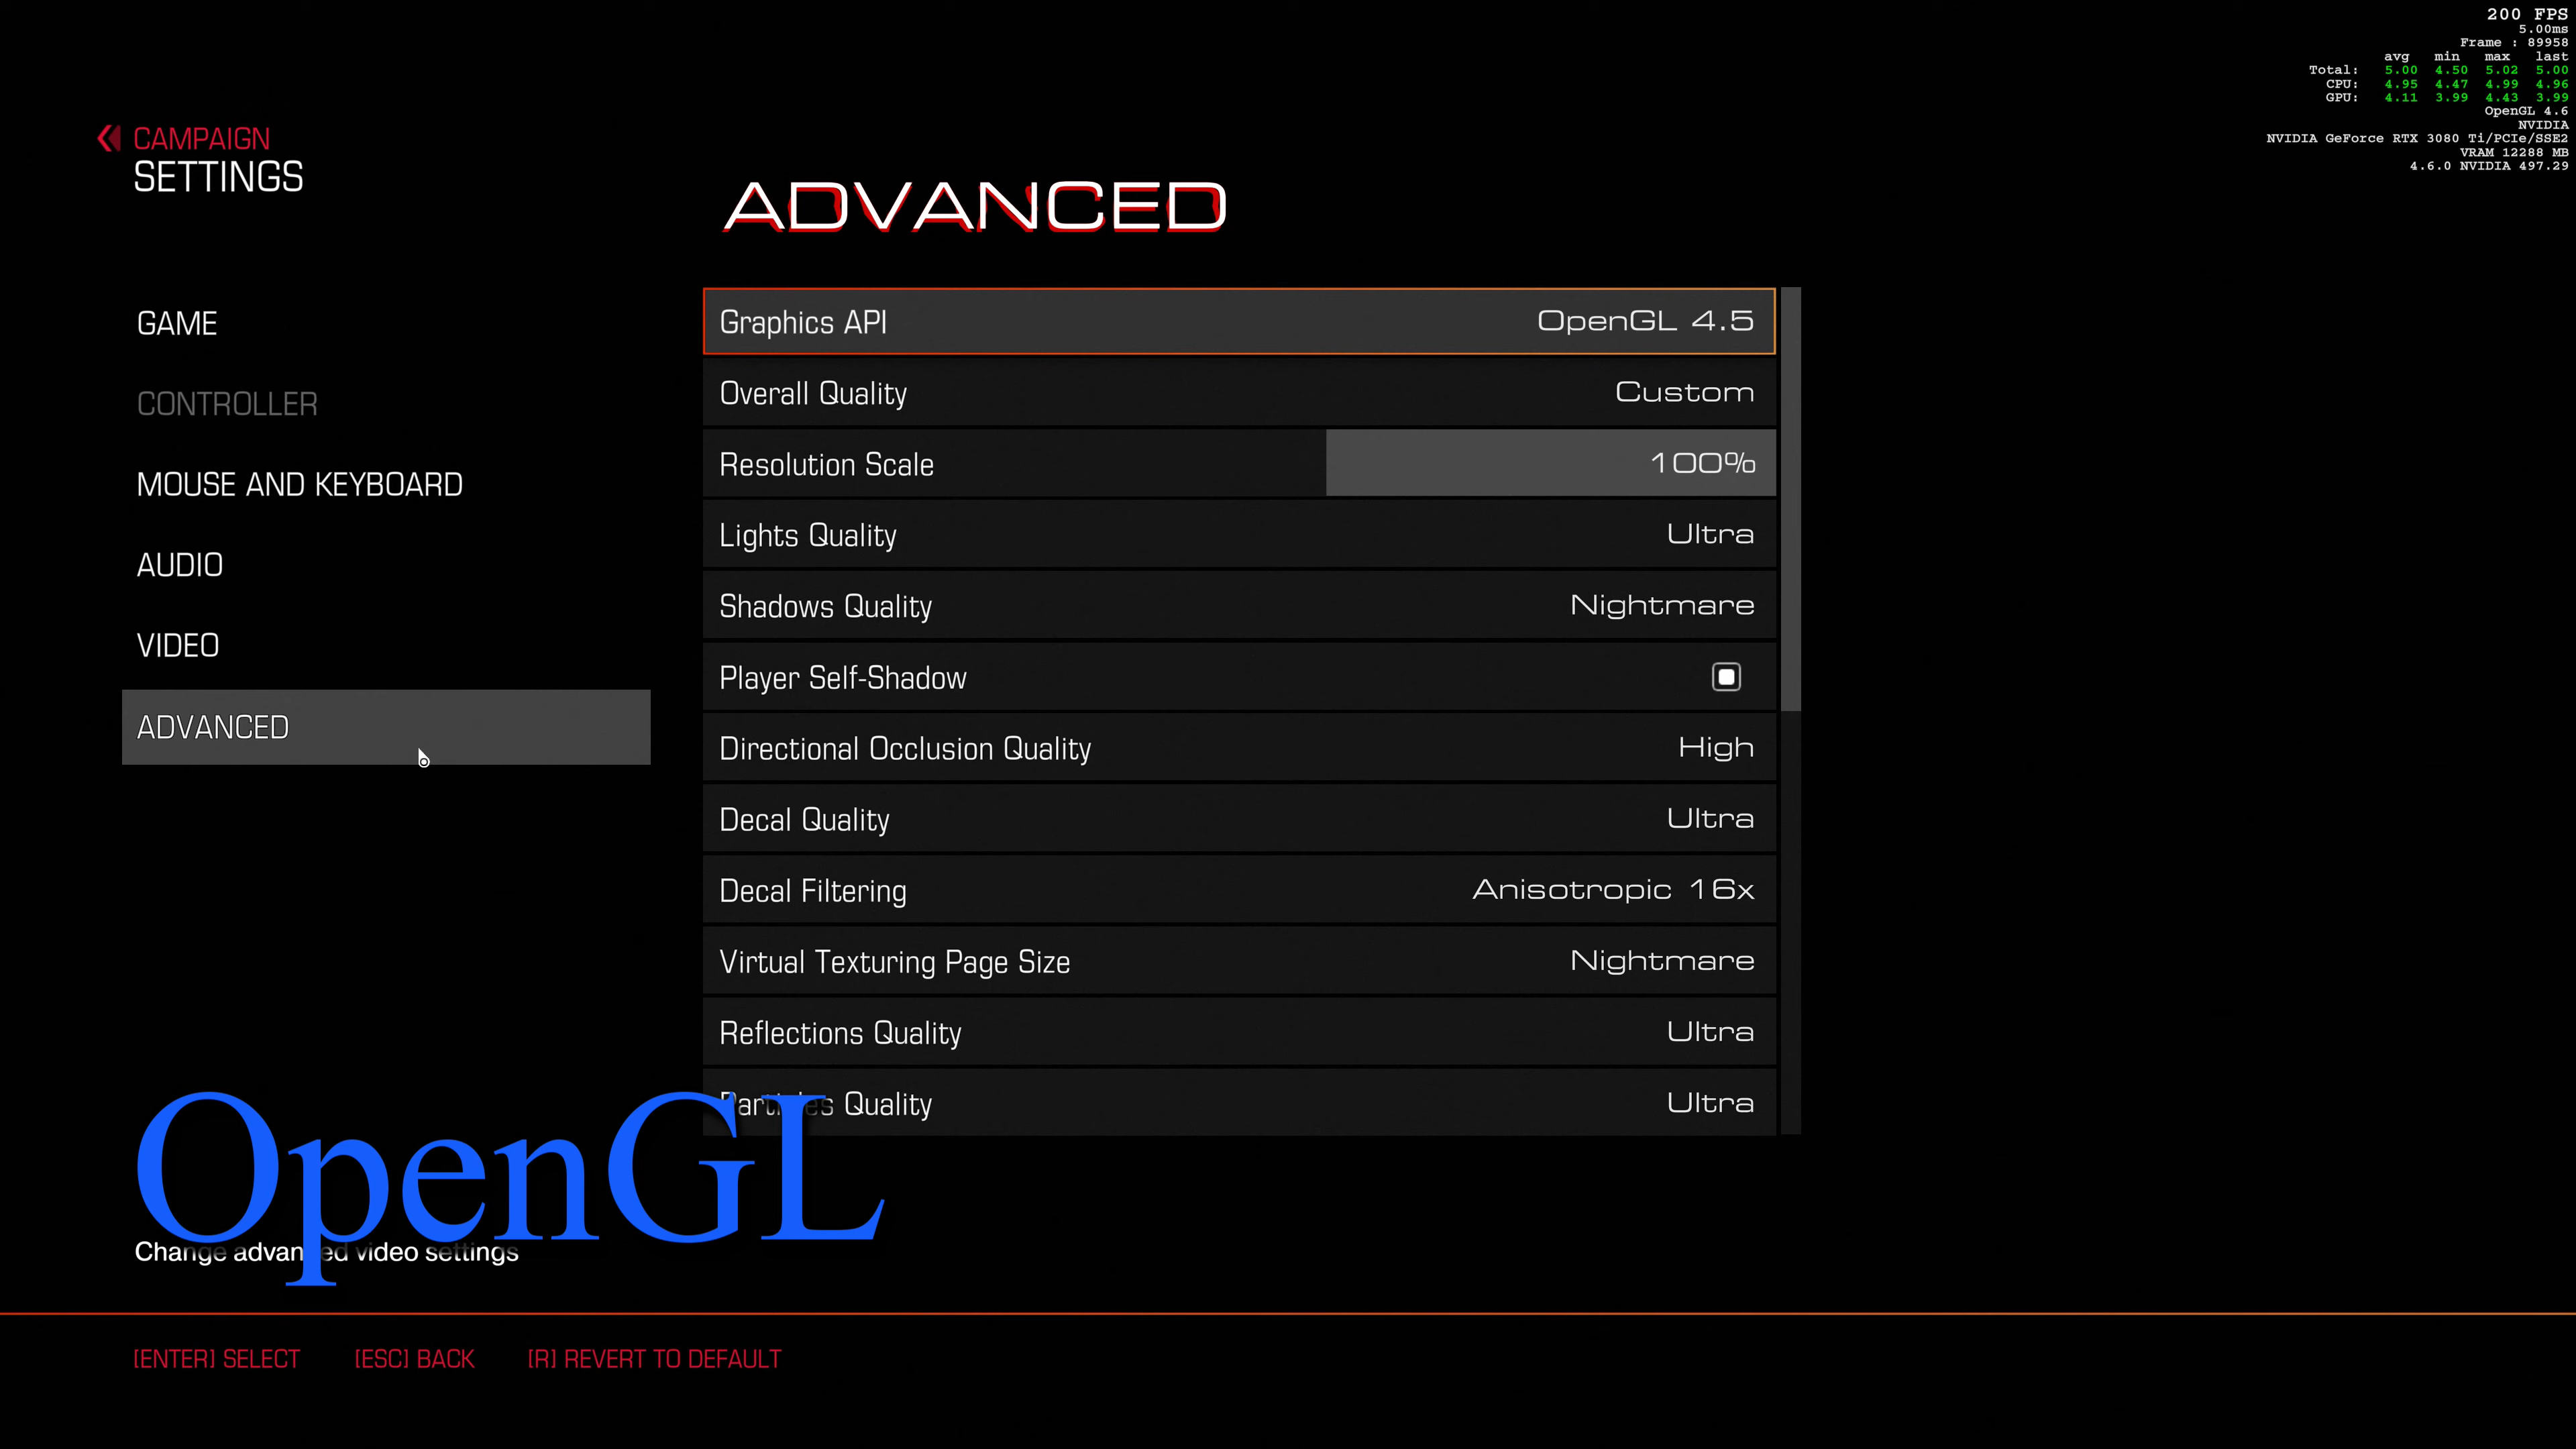 200 FPS
5.00ms
Frame : 89958
avg min max last
Total: 5.00 4.50 5.02 5.00
CPU: 4.95 4.47 4.99 4.96
GPU: 4.11 3.99 4.43 3.99
OpenGL 4.6
NVIDIA
NVIDIA GeForce RTX 3080 Ti/PCIe/SSE2
VRAM 12288 MB
4.6.0 NVIDIA 497.29
CAMPAIGN
SETTINGS
GAME
CONTROLLER
MOUSE AND KEYBOARD
AUDIO
VIDEO
ADVANCED
ADVANCED
Graphics API OpenGL 4.5
Overall Quality Custom
Resolution Scale 100%
Lights Quality Ultra
Shadows Quality Nightmare
Player Self-Shadow
Directional Occlusion Quality High
Decal Quality Ultra
Decal Filtering Anisotropic 16x
Virtual Texturing Page Size Nightmare
Reflections Quality Ultra
Particles Quality Ultra
OpenGL
Change advanced video settings
[ENTER] SELECT [ESC] BACK [R] REVERT TO DEFAULT